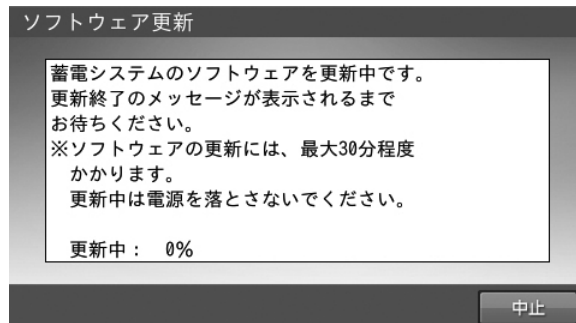 ソフトウェア更新
蓄電システムのソフトウェアを更新中です。
更新終了のメッセージが表示されるまで
お待ちください。
※ソフトウェアの更新には、最大30分程度
かかります。
更新中は電源を落とさないでください。
更新中： 0%
中止